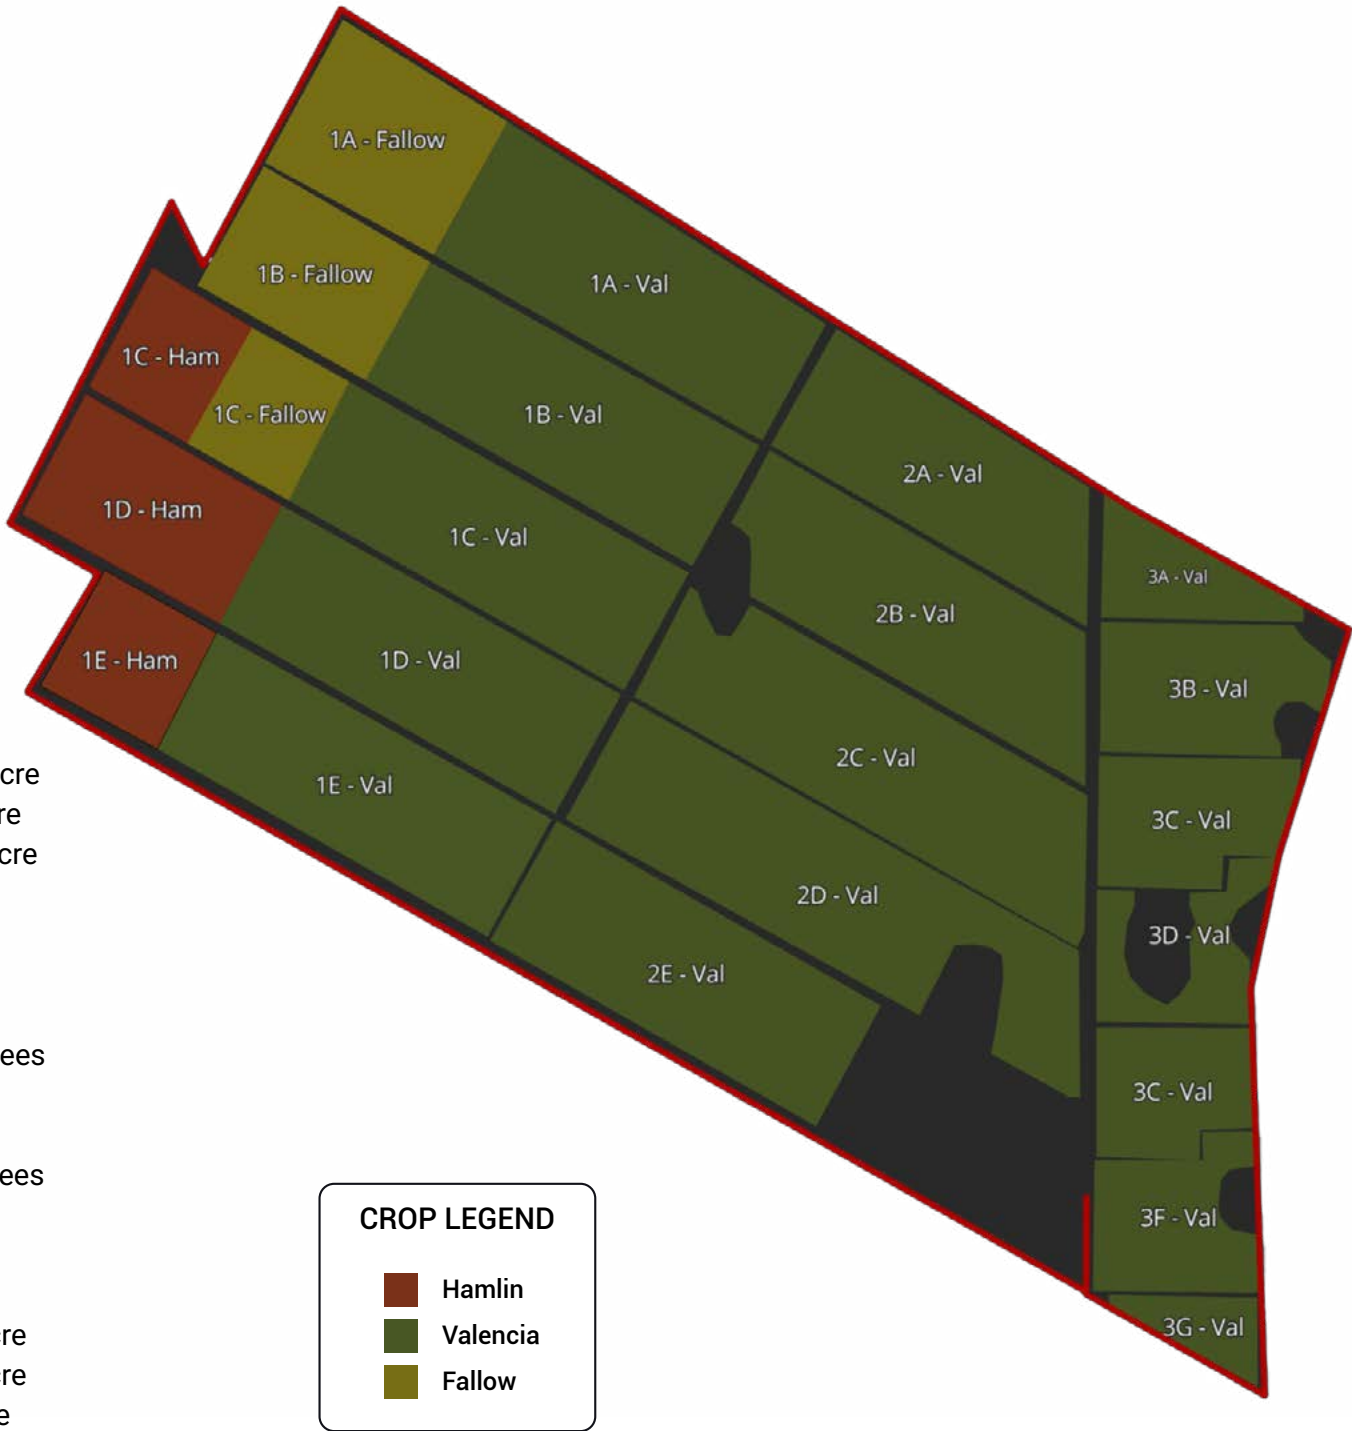 1A - Fallow
1B - Fallow
1A - Val
1C - Ham
1C - Fallow
1B - Val
2A - Val
1D - Ham
1C - Val
3A - Val
2B - Val
1E - Ham
1D - Val
3B - Val
2C - Val
cre
1E - Val
re
3C - Val
cre
2D - Val
3D - Val
2E - Val
ees
3C - Val
ees
3F - Val
CROP LEGEND
Hamlin
3G - Val
Valencia
cre
Fallow
cre
e